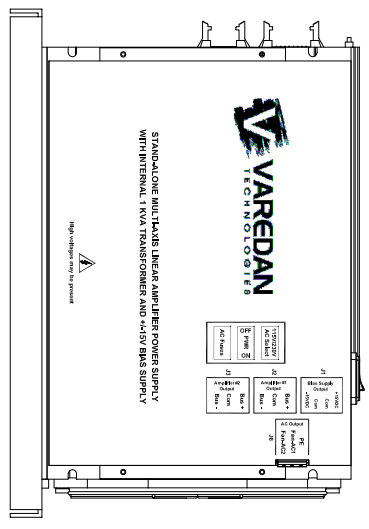 VAREDAN
TECHNOLOGIES
STAND-ALONE MULTI-AXIS LINEAR AMPLIFIER POWER SUPPLY
WITH INTERNAL 1 KVA TRANSFORMER AND +/-15V BIAS SUPPLY
High voltages may be present
115V/230V
AC Select
OFF PWR ON
AC Fuses
J1
Bias Supply
Output
+15VDC
Com
Com
-15VDC
J2
Amplifier #1
Output
Bus +
Com
Bus -
J3
Amplifier #2
Output
Bus +
Com
Bus -
AC Output
PE
Fan-AC1
Fan-AC2
J6